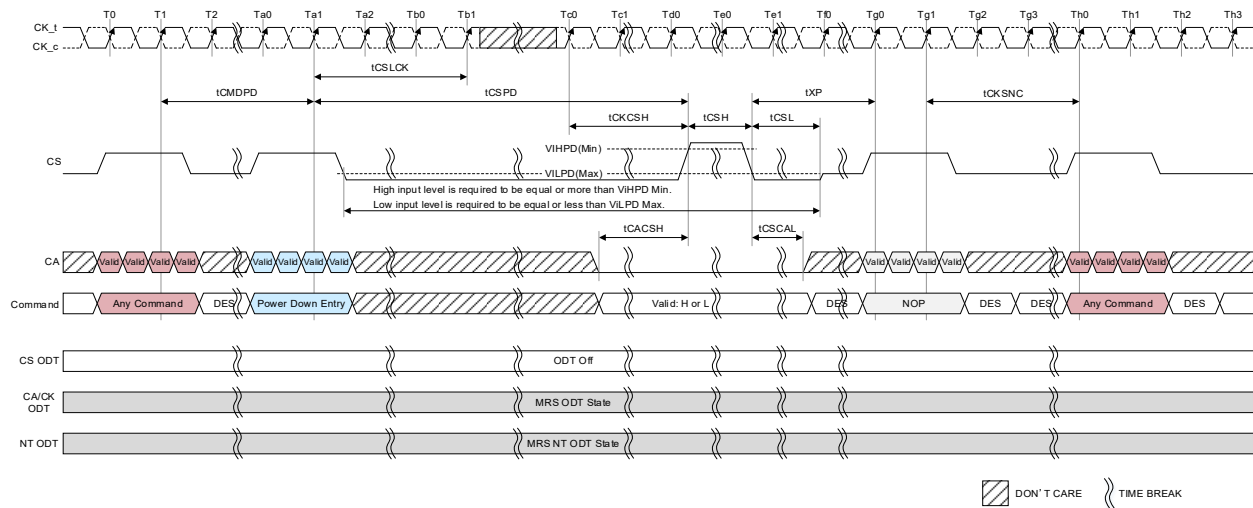 T0 T1 T2 Ta0 Ta1 Ta2 Tb0 Tb1 Tc0 Tc1 Td0 Te0 Te1 Tf0 Tg0 Tg1 Tg2 Tg3 Th0 Th1 Th2 Th3
CK_t
CK_c
tCSLCK
tCMDPD tCSPD tXP tCKSNC
tCKCSH tCSH tCSL
VIHPD(Min)
CS
VILPD(Max)
High input level is required to be equal or more than ViHPD Min.
Low input level is required to be equal or less than ViLPD Max.
tCACSH tCSCAL
CA Valid Valid Valid Valid Valid Valid Valid Valid Valid Valid Valid Valid Valid Valid Valid Valid
Command Any Command DES Power Down Entry Valid: H or L DES NOP DES DES Any Command DES
CS ODT ODT Off
CA/CK
ODT
MRS ODT State
NT ODT MRS NT ODT State
DON'T CARE TIME BREAK